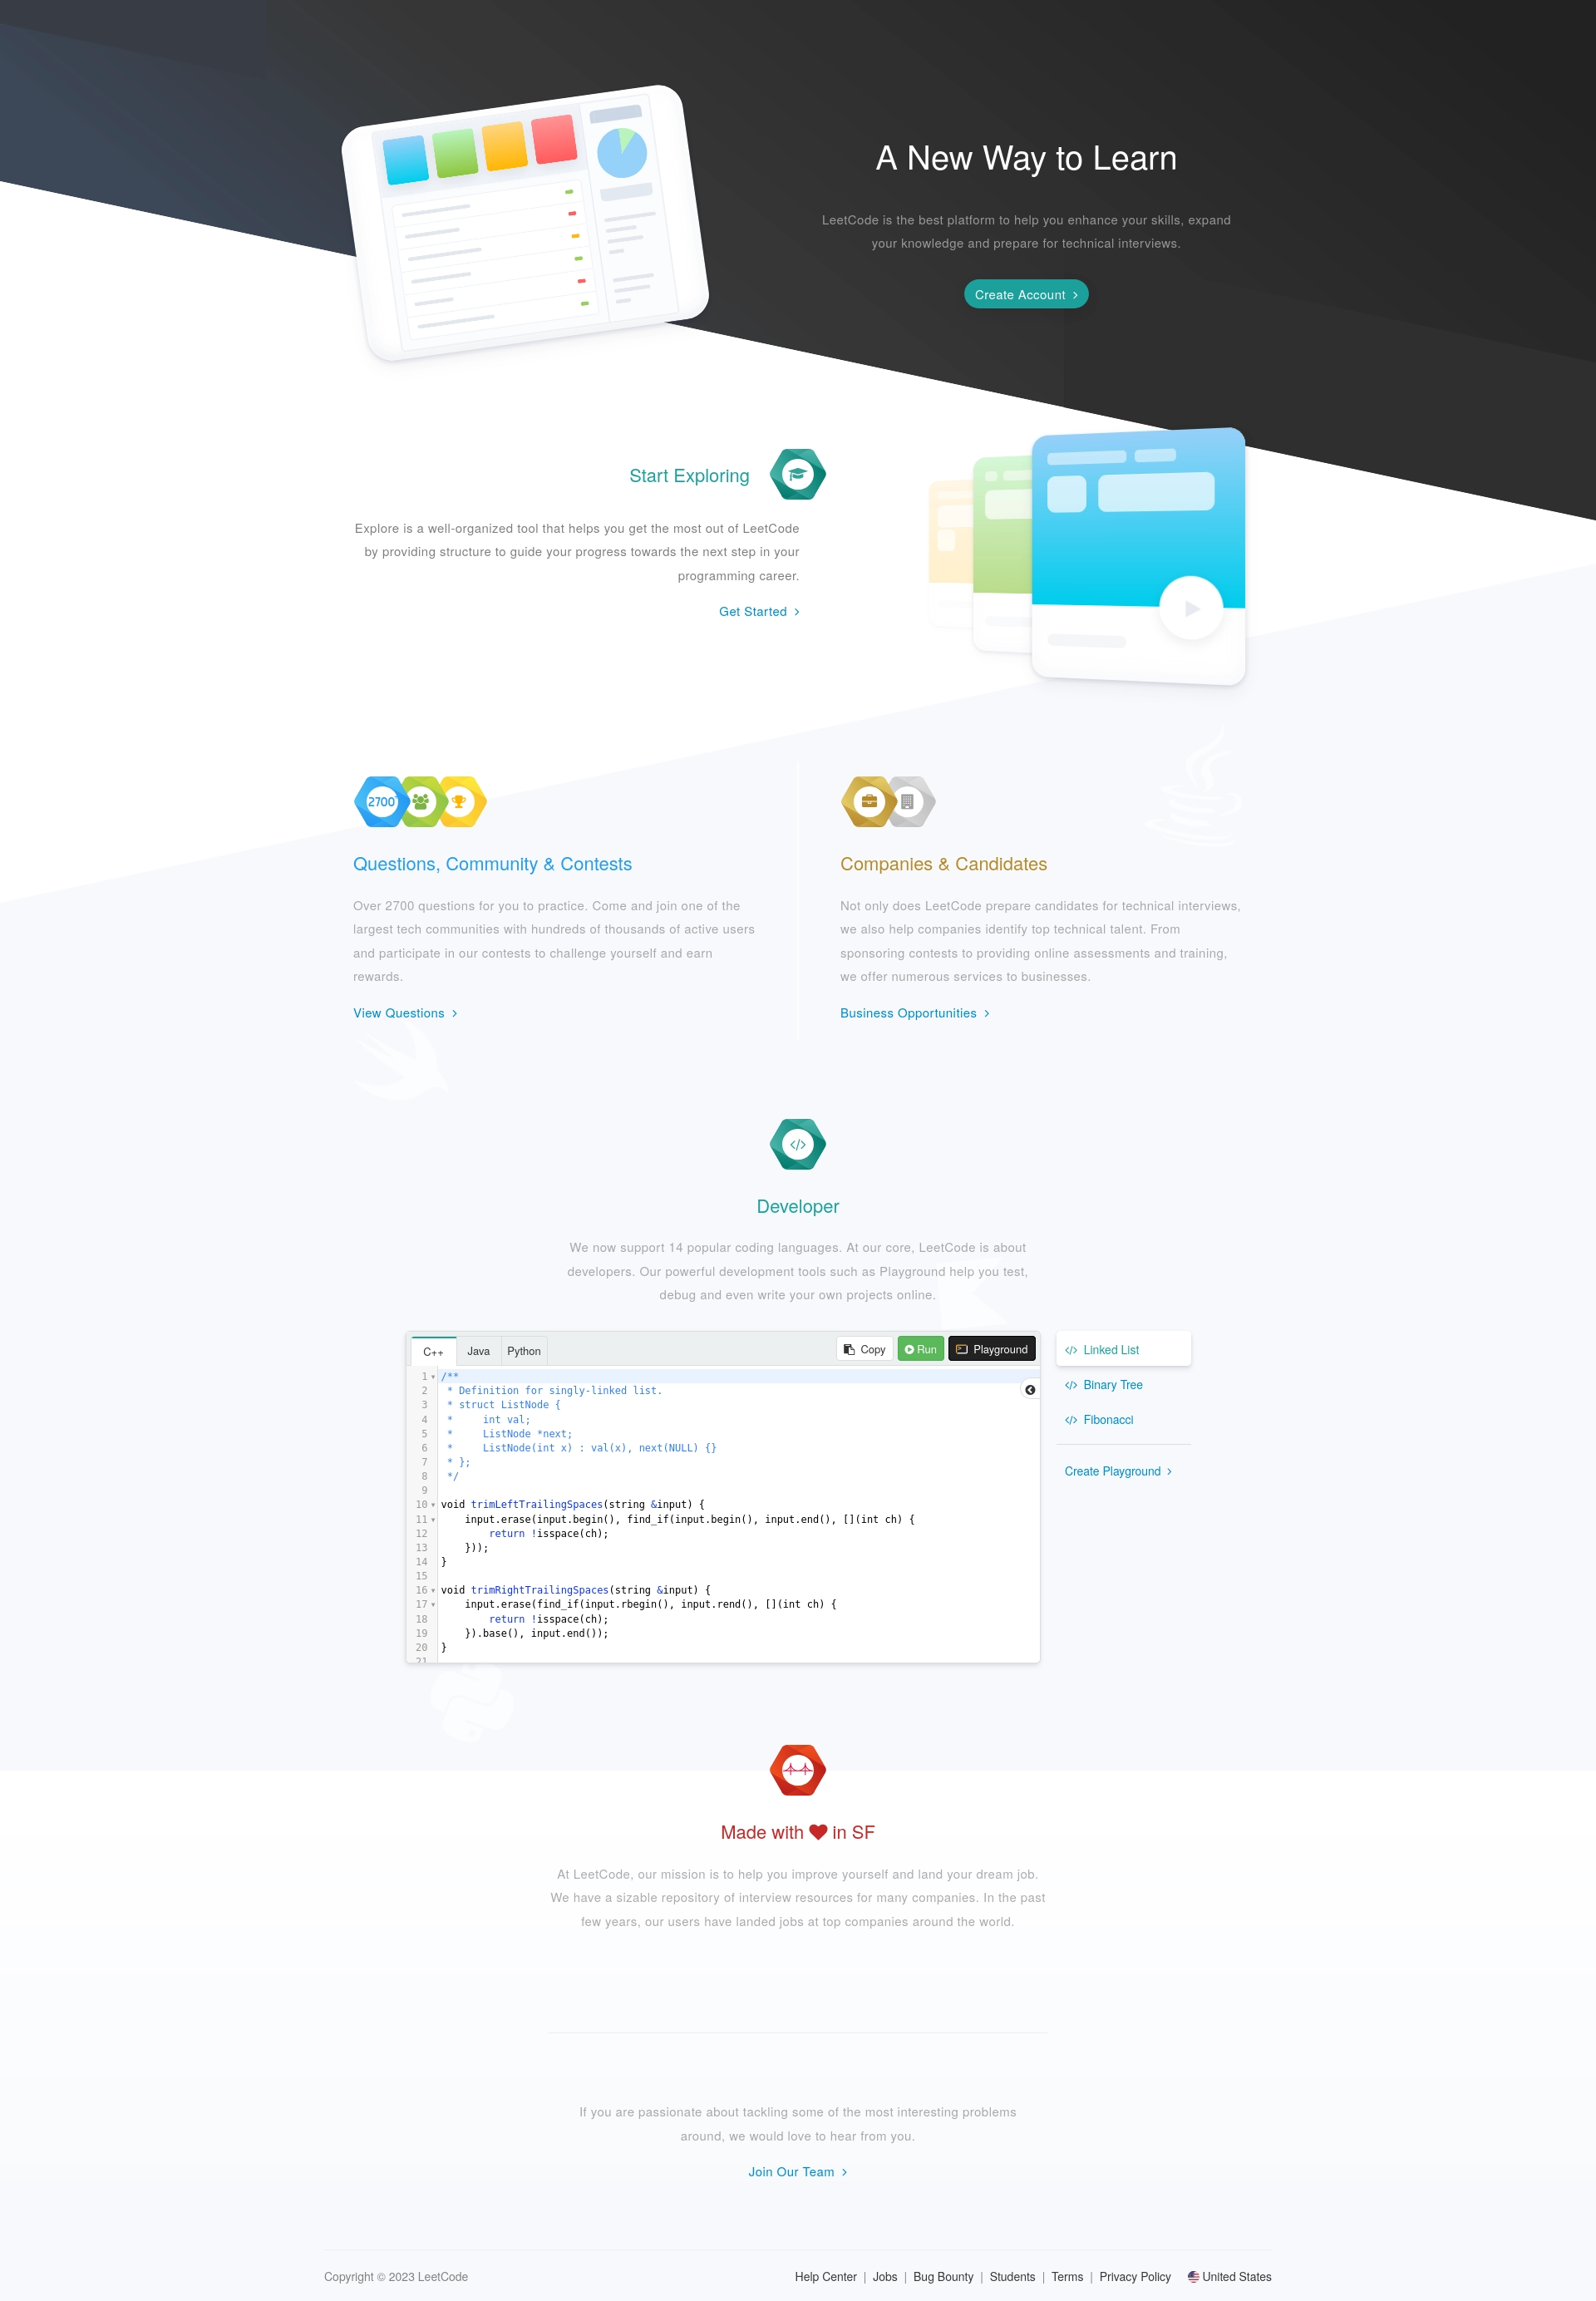 A New Way to Learn
LeetCode is the best platform to help you enhance your skills, expand
your knowledge and prepare for technical interviews.
Create Account
Start Exploring
Explore is a well-organized tool that helps you get the most out of LeetCode
by providing structure to guide your progress towards the next step in your
programming career.
Get Started
2700+
Questions, Community & Contests
Over 2700 questions for you to practice. Come and join one of the
largest tech communities with hundreds of thousands of active users
and participate in our contests to challenge yourself and earn
rewards.
View Questions
Companies & Candidates
Not only does LeetCode prepare candidates for technical interviews,
we also help companies identify top technical talent. From
sponsoring contests to providing online assessments and training,
we offer numerous services to businesses.
Business Opportunities
Developer
We now support 14 popular coding languages. At our core, LeetCode is about
developers. Our powerful development tools such as Playground help you test,
debug and even write your own projects online.
C++ Java Python Copy Run Playground
1 /**
2  * Definition for singly-linked list.
3  * struct ListNode {
4  *     int val;
5  *     ListNode *next;
6  *     ListNode(int x) : val(x), next(NULL) {}
7  * };
8  */
9
10 void trimLeftTrailingSpaces(string &input) {
11     input.erase(input.begin(), find_if(input.begin(), input.end(), [](int ch) {
12         return !isspace(ch);
13     }));
14 }
15
16 void trimRightTrailingSpaces(string &input) {
17     input.erase(find_if(input.rbegin(), input.rend(), [](int ch) {
18         return !isspace(ch);
19     }).base(), input.end());
20 }
21
</> Linked List
</> Binary Tree
</> Fibonacci
Create Playground
Made with ♥ in SF
At LeetCode, our mission is to help you improve yourself and land your dream job.
We have a sizable repository of interview resources for many companies. In the past
few years, our users have landed jobs at top companies around the world.
If you are passionate about tackling some of the most interesting problems
around, we would love to hear from you.
Join Our Team
Copyright © 2023 LeetCode
Help Center | Jobs | Bug Bounty | Students | Terms | Privacy Policy United States